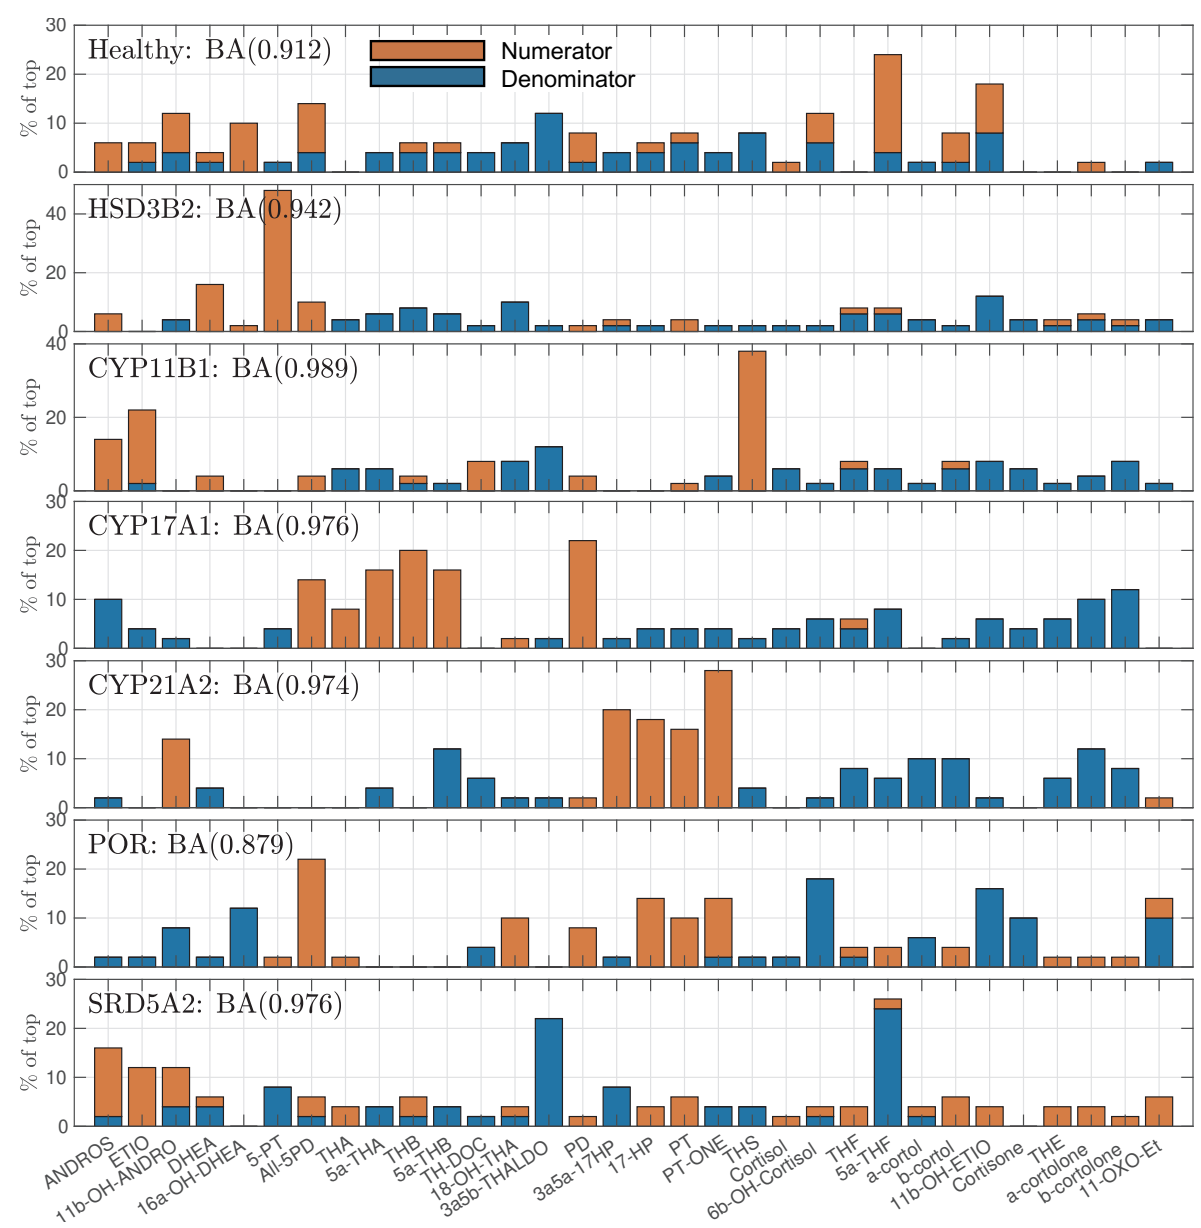 30
Healthy: BA(0.912)
Numerator
Denominator
20
10
0
% of top
HSD3B2: BA(0.942)
40
20
0
% of top
40
CYP11B1: BA(0.989)
20
0
% of top
30
CYP17A1: BA(0.976)
20
10
0
% of top
30
CYP21A2: BA(0.974)
20
10
0
% of top
30
POR: BA(0.879)
20
10
0
% of top
30
SRD5A2: BA(0.976)
20
10
0
% of top
ANDROS
ETIO
11b-OH-ANDRO
DHEA
16a-OH-DHEA
5-PT
All-5PD
THA
5a-THA
THB
5a-THB
TH-DOC
18-OH-THA
3a5b-THALDO
PD
3a5a-17HP
17-HP
PT
PT-ONE
THS
Cortisol
6b-OH-Cortisol
THF
5a-THF
a-cortol
b-cortol
11b-OH-ETIO
Cortisone
THE
a-cortolone
b-cortolone
11-OXO-Et